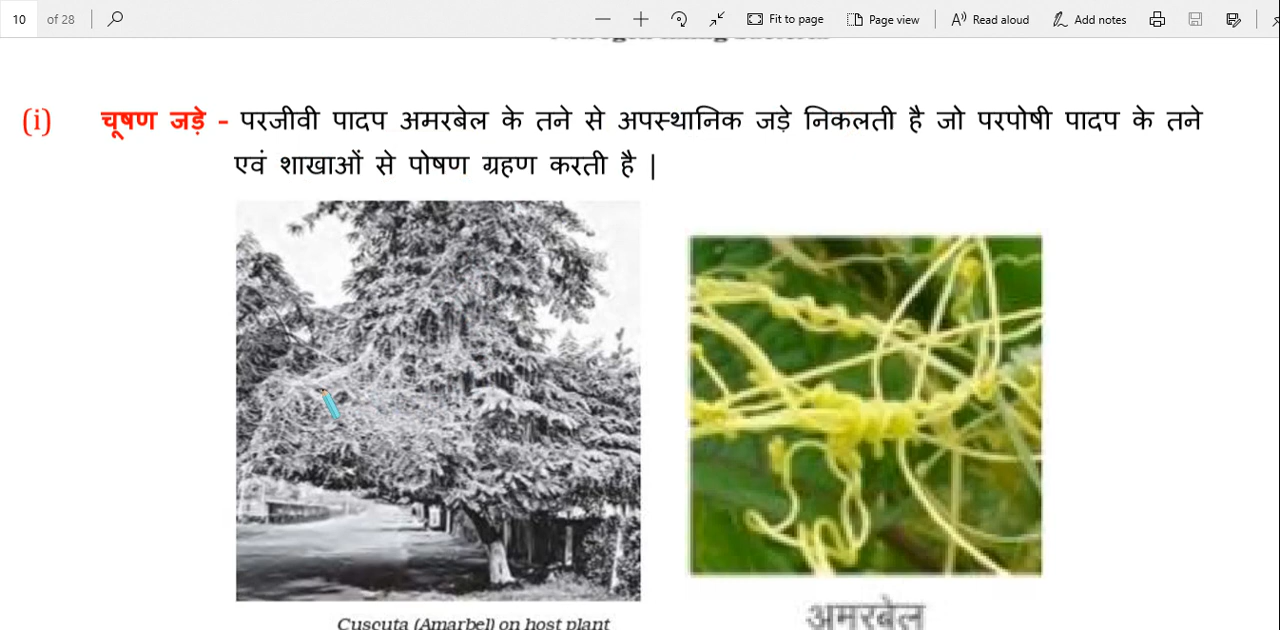 10 of 28 Fit to page Page view Read aloud Add notes
(i) चूषण जड़े - परजीवी पादप अमरबेल के तने से अपस्थानिक जड़े निकलती है जो परपोषी पादप के तने
एवं शाखाओं से पोषण ग्रहण करती है |
Cuscuta (Amarbel) on host plant
अमरबेल